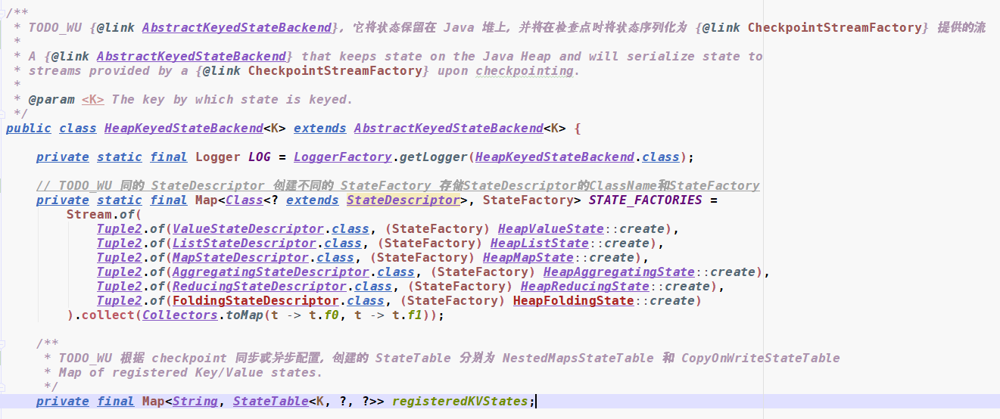 /**
 * TODO_WU {@link AbstractKeyedStateBackend}, 它将状态保留在 Java 堆上, 并将在检查点时将状态序列化为 {@link CheckpointStreamFactory} 提供的流
 *
 * A {@link AbstractKeyedStateBackend} that keeps state on the Java Heap and will serialize state to
 * streams provided by a {@link CheckpointStreamFactory} upon checkpointing.
 *
 * @param <K> The key by which state is keyed.
 */
public class HeapKeyedStateBackend<K> extends AbstractKeyedStateBackend<K> {
    private static final Logger LOG = LoggerFactory.getLogger(HeapKeyedStateBackend.class);
    // TODO_WU 同的 StateDescriptor 创建不同的 StateFactory 存储StateDescriptor的ClassName和StateFactory
    private static final Map<Class<? extends StateDescriptor>, StateFactory> STATE_FACTORIES =
        Stream.of(
            Tuple2.of(ValueStateDescriptor.class, (StateFactory) HeapValueState::create),
            Tuple2.of(ListStateDescriptor.class, (StateFactory) HeapListState::create),
            Tuple2.of(MapStateDescriptor.class, (StateFactory) HeapMapState::create),
            Tuple2.of(AggregatingStateDescriptor.class, (StateFactory) HeapAggregatingState::create),
            Tuple2.of(ReducingStateDescriptor.class, (StateFactory) HeapReducingState::create),
            Tuple2.of(FoldingStateDescriptor.class, (StateFactory) HeapFoldingState::create)
        ).collect(Collectors.toMap(t -> t.f0, t -> t.f1));
    /**
     * TODO_WU 根据 checkpoint 同步或异步配置, 创建的 StateTable 分别为 NestedMapsStateTable 和 CopyOnWriteStateTable
     * Map of registered Key/Value states.
     */
    private final Map<String, StateTable<K, ?, ?>> registeredKVStates;